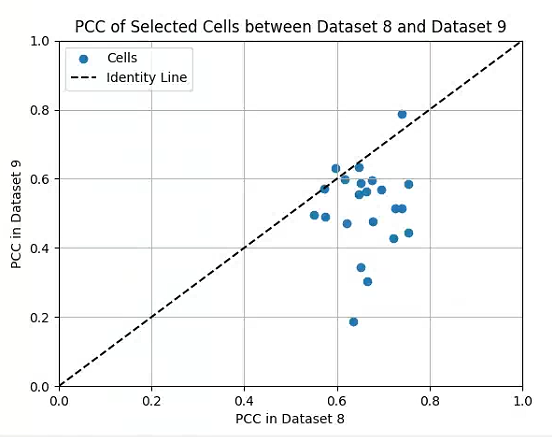 PCC of Selected Cells between Dataset 8 and Dataset 9
Cells
Identity Line
1.0
0.8
0.6
0.4
0.2
0.0
PCC in Dataset 9
0.0 0.2 0.4 0.6 0.8 1.0
PCC in Dataset 8